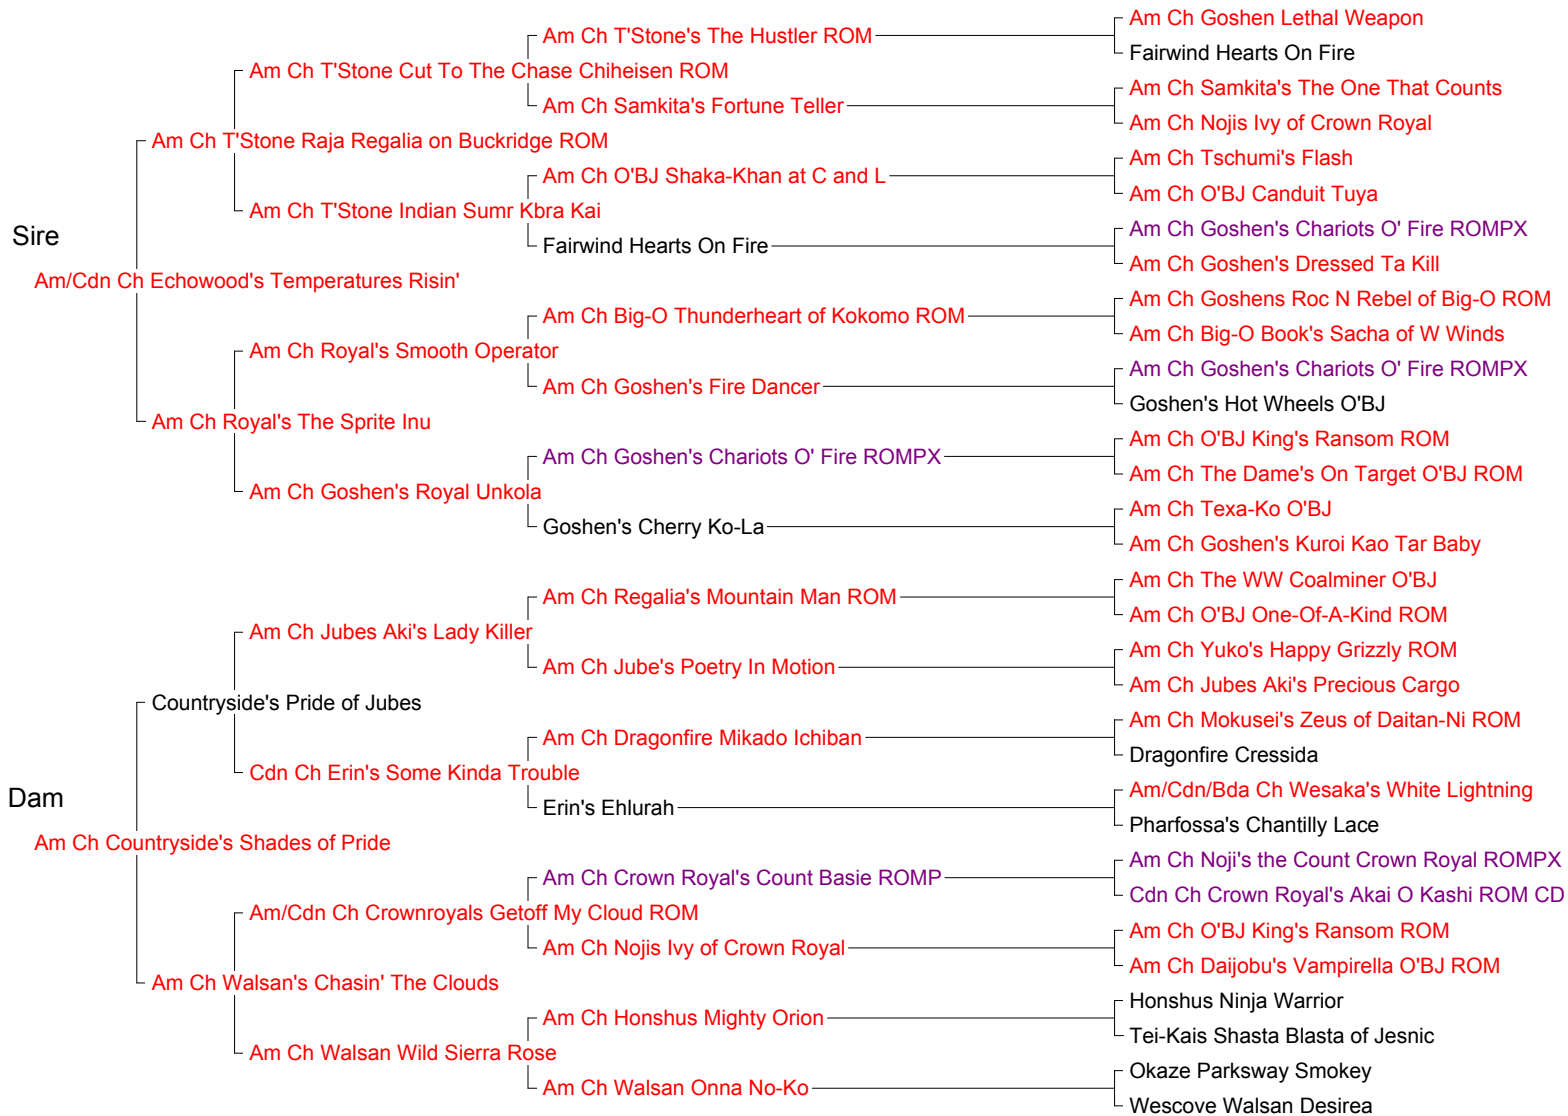 Am Ch Goshen Lethal Weapon
Am Ch T'Stone's The Hustler ROM
Fairwind Hearts On Fire
Am Ch T'Stone Cut To The Chase Chiheisen ROM
Am Ch Samkita's The One That Counts
Am Ch Samkita's Fortune Teller
Am Ch Nojis Ivy of Crown Royal
Am Ch T'Stone Raja Regalia on Buckridge ROM
Am Ch Tschumi's Flash
Am Ch O'BJ Shaka-Khan at C and L
Am Ch O'BJ Canduit Tuya
Am Ch T'Stone Indian Sumr Kbra Kai
Am Ch Goshen's Chariots O' Fire ROMPX
Sire
Fairwind Hearts On Fire
Am Ch Goshen's Dressed Ta Kill
Am/Cdn Ch Echowood's Temperatures Risin'
Am Ch Goshens Roc N Rebel of Big-O ROM
Am Ch Big-O Thunderheart of Kokomo ROM
Am Ch Big-O Book's Sacha of W Winds
Am Ch Royal's Smooth Operator
Am Ch Goshen's Chariots O' Fire ROMPX
Am Ch Goshen's Fire Dancer
Goshen's Hot Wheels O'BJ
Am Ch Royal's The Sprite Inu
Am Ch O'BJ King's Ransom ROM
Am Ch Goshen's Chariots O' Fire ROMPX
Am Ch The Dame's On Target O'BJ ROM
Am Ch Goshen's Royal Unkola
Am Ch Texa-Ko O'BJ
Goshen's Cherry Ko-La
Am Ch Goshen's Kuroi Kao Tar Baby
Am Ch The WW Coalminer O'BJ
Am Ch Regalia's Mountain Man ROM
Am Ch O'BJ One-Of-A-Kind ROM
Am Ch Jubes Aki's Lady Killer
Am Ch Yuko's Happy Grizzly ROM
Am Ch Jube's Poetry In Motion
Am Ch Jubes Aki's Precious Cargo
Countryside's Pride of Jubes
Am Ch Mokusei's Zeus of Daitan-Ni ROM
Am Ch Dragonfire Mikado Ichiban
Dragonfire Cressida
Cdn Ch Erin's Some Kinda Trouble
Am/Cdn/Bda Ch Wesaka's White Lightning
Dam
Erin's Ehlurah
Pharfossa's Chantilly Lace
Am Ch Countryside's Shades of Pride
Am Ch Noji's the Count Crown Royal ROMPX
Am Ch Crown Royal's Count Basie ROMP
Cdn Ch Crown Royal's Akai O Kashi ROM CD
Am/Cdn Ch Crownroyals Getoff My Cloud ROM
Am Ch O'BJ King's Ransom ROM
Am Ch Nojis Ivy of Crown Royal
Am Ch Daijobu's Vampirella O'BJ ROM
Am Ch Walsan's Chasin' The Clouds
Honshus Ninja Warrior
Am Ch Honshus Mighty Orion
Tei-Kais Shasta Blasta of Jesnic
Am Ch Walsan Wild Sierra Rose
Okaze Parksway Smokey
Am Ch Walsan Onna No-Ko
Wescove Walsan Desirea